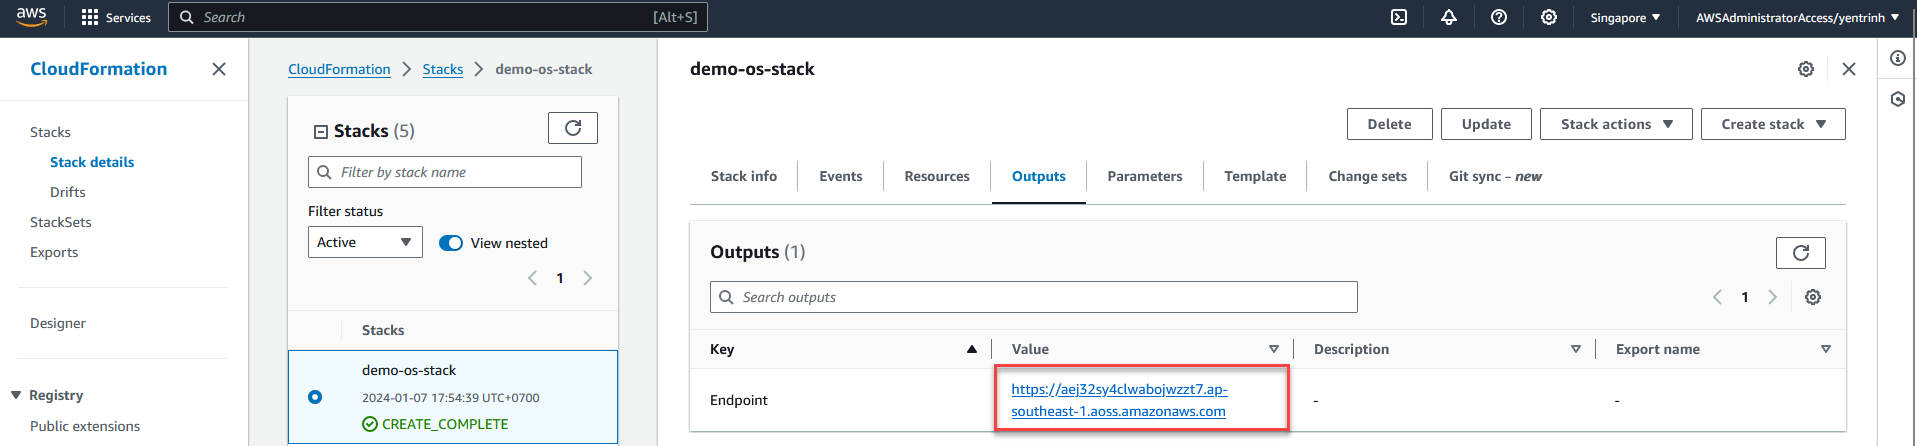 aws
Services
Search
[Alt+S]
Singapore
AWSAdministratorAccess/yentrinh
CloudFormation
Stacks
Stack details
Drifts
StackSets
Exports
Designer
Registry
Public extensions
CloudFormation
Stacks
demo-os-stack
Stacks (5)
Filter by stack name
Filter status
Active
View nested
1
Stacks
demo-os-stack
2024-01-07 17:54:39 UTC+0700
CREATE_COMPLETE
demo-os-stack
Delete
Update
Stack actions
Create stack
Stack info
Events
Resources
Outputs
Parameters
Template
Change sets
Git sync - new
Outputs (1)
Search outputs
1
Key
Value
Description
Export name
Endpoint
https://aej32sy4clwabojwzzt7.ap-
southeast-1.aoss.amazonaws.com
-
-